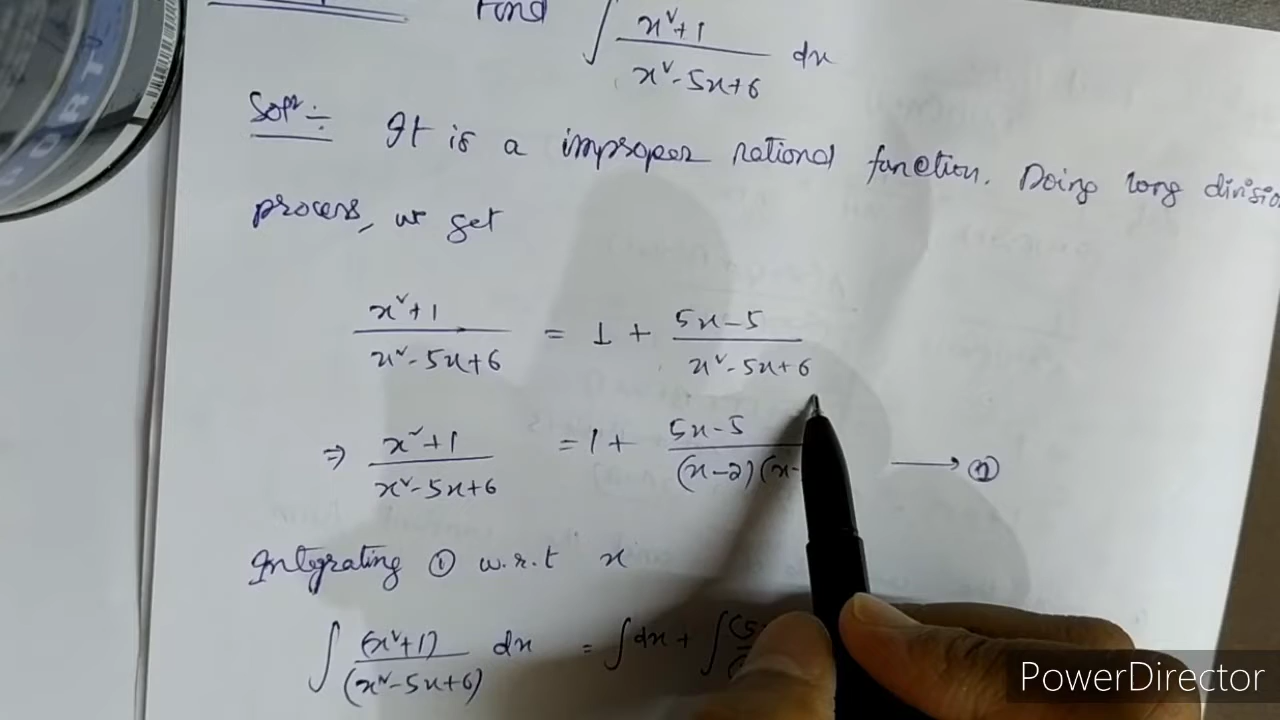 Find ∫ x²+1 / x²-5x+6 dx
Solⁿ:- It is a improper rational function. Doing long division
process, we get
x²+1 / x²-5x+6 = 1 + 5x-5 / x²-5x+6
⇒ x²+1 / x²-5x+6 = 1 + 5x-5 / (x-2)(x-
Integrating ① w.r.t x
∫ (x²+1) / (x²-5x+6) dx = ∫ dx + ∫ (5
PowerDirector